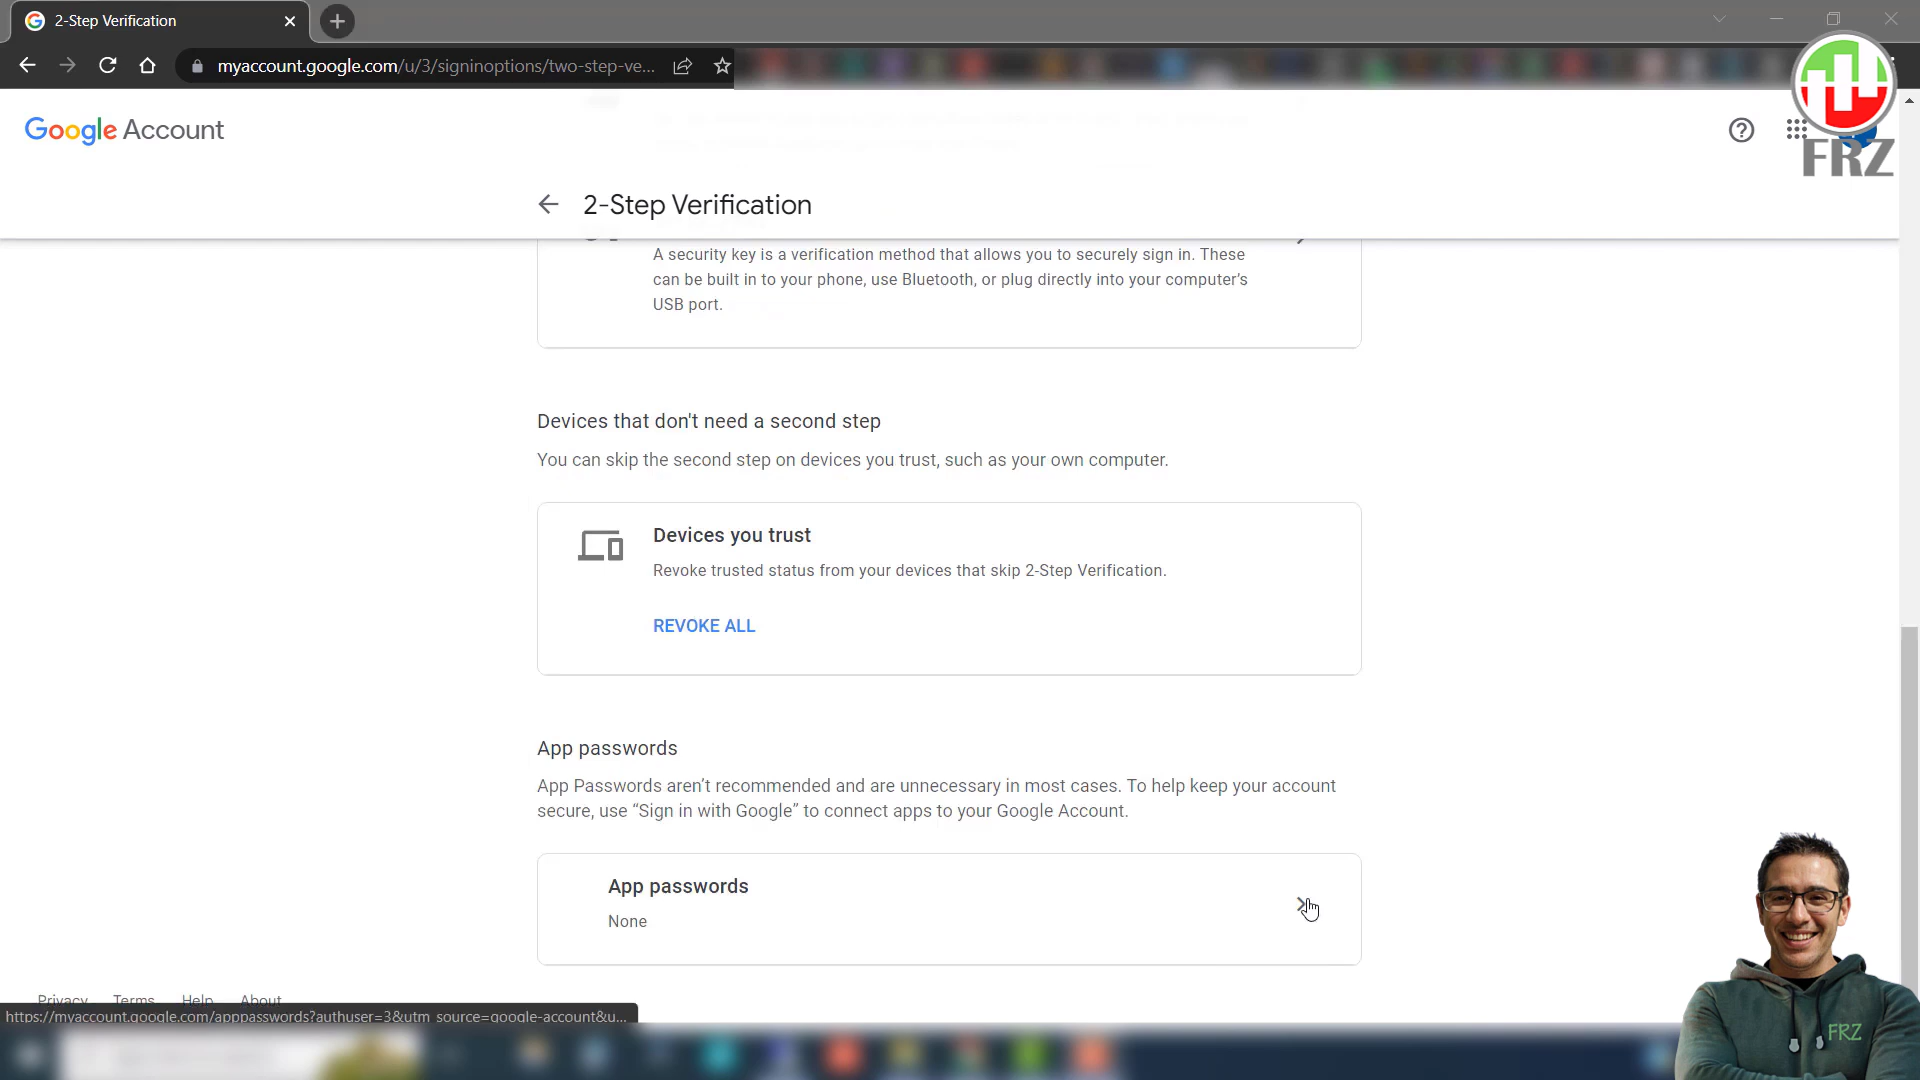 2-Step Verification
myaccount.google.com/u/3/signinoptions/two-step-ve...
Google Account
FRZ
2-Step Verification
A security key is a verification method that allows you to securely sign in. These
can be built in to your phone, use Bluetooth, or plug directly into your computer's
USB port.
Devices that don't need a second step
You can skip the second step on devices you trust, such as your own computer.
Devices you trust
Revoke trusted status from your devices that skip 2-Step Verification.
REVOKE ALL
App passwords
App Passwords aren't recommended and are unnecessary in most cases. To help keep your account
secure, use “Sign in with Google” to connect apps to your Google Account.
App passwords
None
Privacy Terms Help About
https://myaccount.google.com/apppasswords?authuser=3&utm_source=google-account&u...
FRZ